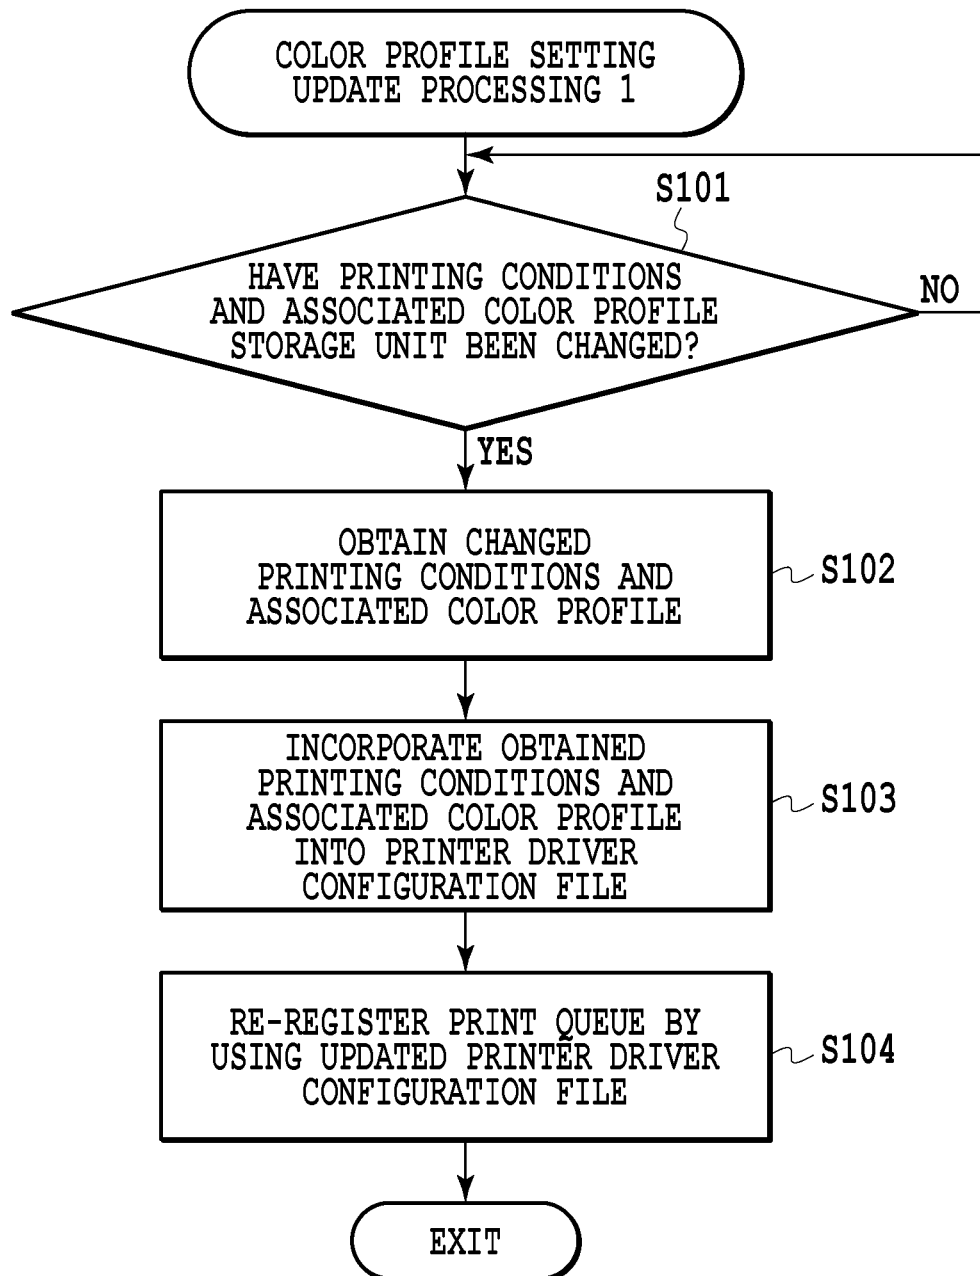 COLOR PROFILE SETTING
UPDATE PROCESSING 1
S101
HAVE PRINTING CONDITIONS
AND ASSOCIATED COLOR PROFILE
STORAGE UNIT BEEN CHANGED?
NO
YES
OBTAIN CHANGED
PRINTING CONDITIONS AND
ASSOCIATED COLOR PROFILE
S102
INCORPORATE OBTAINED
PRINTING CONDITIONS AND
ASSOCIATED COLOR PROFILE
INTO PRINTER DRIVER
CONFIGURATION FILE
S103
RE-REGISTER PRINT QUEUE BY
USING UPDATED PRINTER DRIVER
CONFIGURATION FILE
S104
EXIT